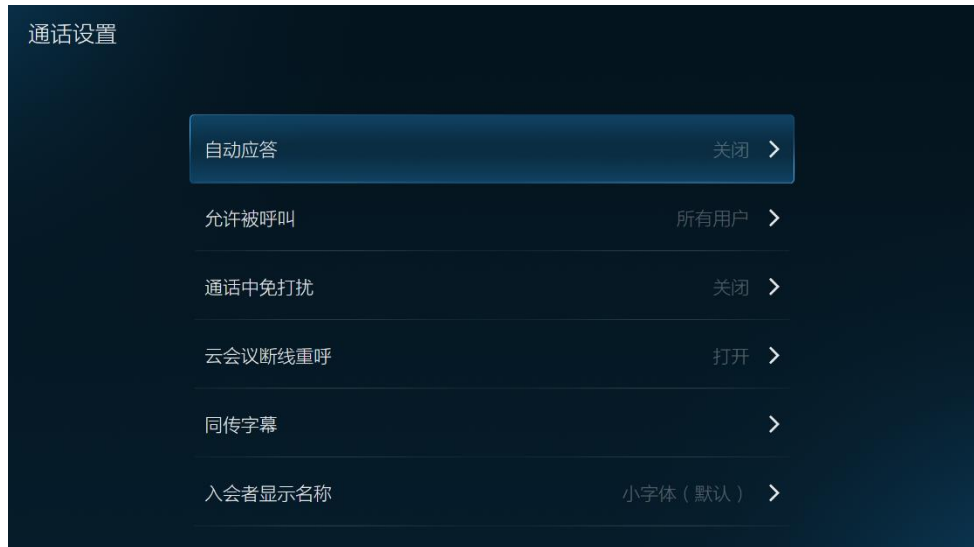 通话设置
自动应答 关闭
允许被呼叫 所有用户
通话中免打扰 关闭
云会议断线重呼 打开
同传字幕
入会者显示名称 小字体（默认）